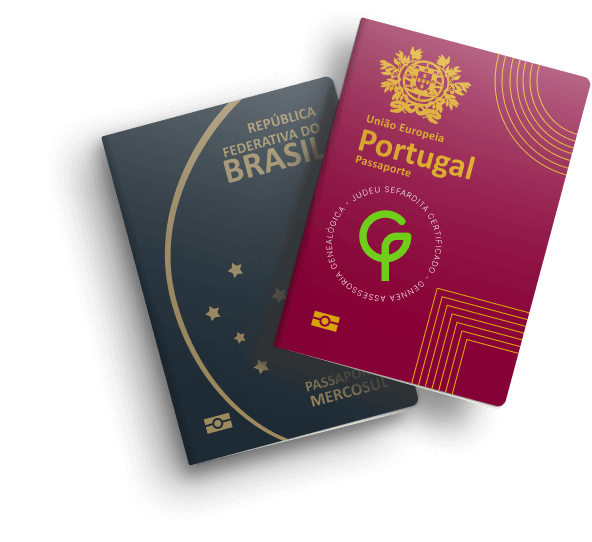 REPÚBLICA
FEDERATIVA DO
BRASIL
PASSAPO
MERCOSUL
União Europeia
Portugal
Passaporte
JUDEU SEFARDITA CERTIFICADO - GENNEA ASSESSORIA GENEALÓGICA -